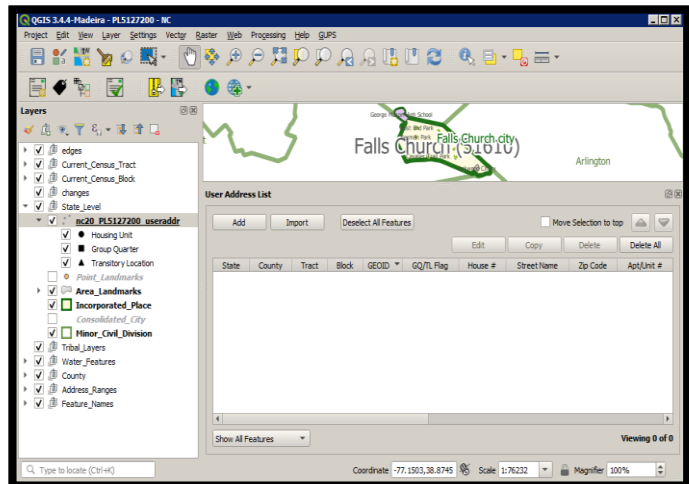 QGIS 3.4.4-Madeira - PL5127200 - NC
Project Edit View Layer Settings Vector Raster Web Processing Help GUPS
Layers
edges
Current_Census_Tract
Current_Census_Block
changes
State_Level
nc20_PL5127200_useraddr
Housing Unit
Group Quarter
Transitory Location
Point_Landmarks
Area_Landmarks
Incorporated_Place
Consolidated_City
Minor_Civil_Division
Tribal_Layers
Water_Features
County
Address_Ranges
Feature_Names
Falls Church city
Falls Church (51610)
Arlington
User Address List
Add Import Deselect All Features Move Selection to top
Edit Copy Delete Delete All
State County Tract Block GEOID GQ/TL Flag House # Street Name Zip Code Apt/Unit #
Show All Features Viewing 0 of 0
Type to locate (Ctrl+K) Coordinate -77.1503,38.8745 Scale 1:76232 Magnifier 100%